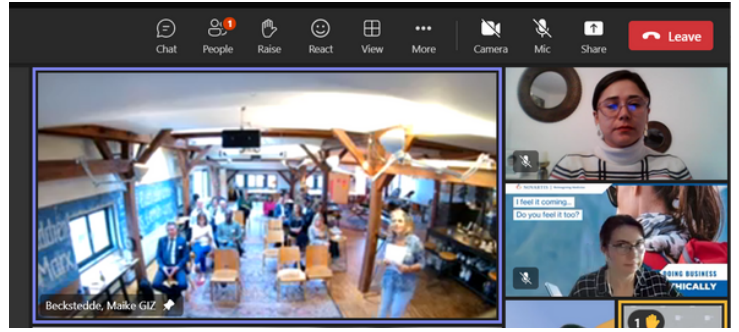 Chat
People
1
Raise
React
View
More
Camera
Mic
Share
Leave
Beckstedde, Maike GIZ
I feel it coming...
Do you feel it too?
DOING BUSINESS
THICALLY
1